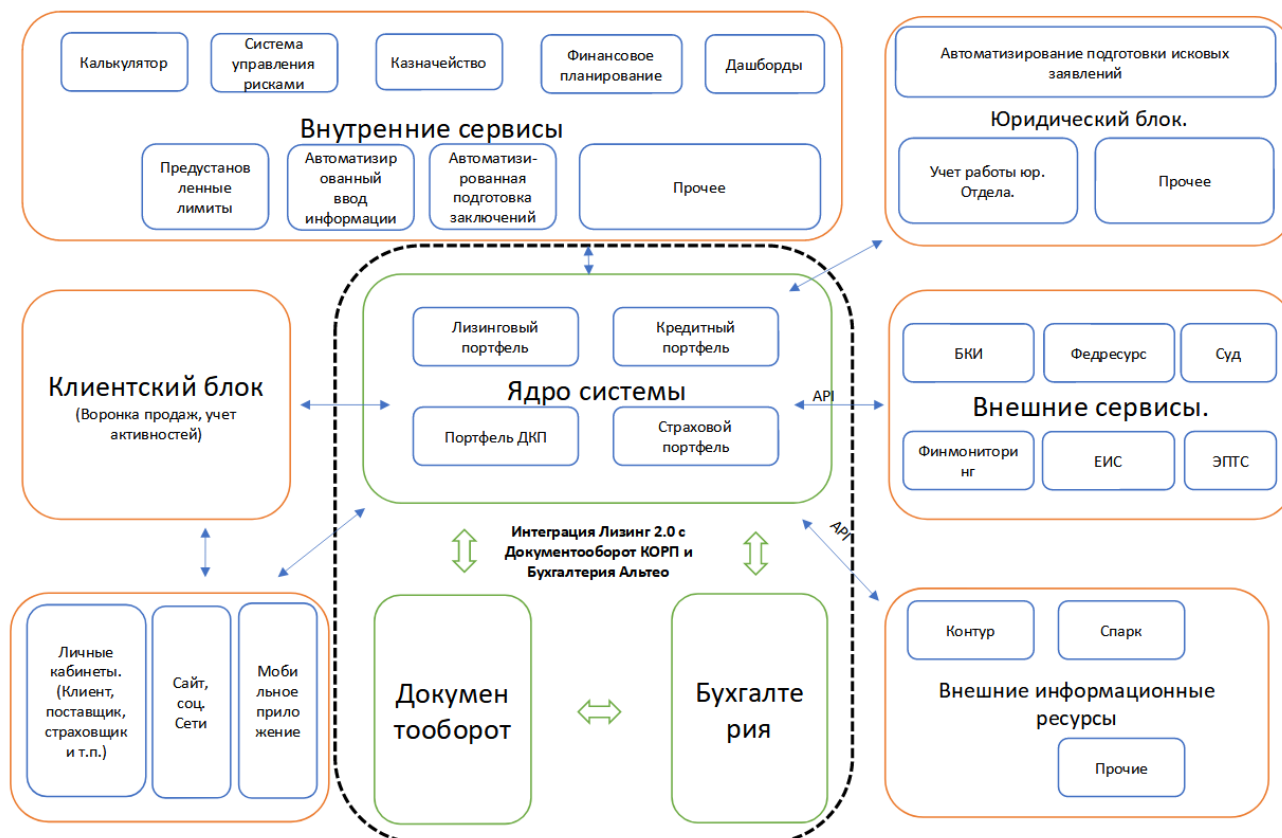 Калькулятор
Система
управления
рисками
Казначейство
Финансовое
планирование
Дашборды
Внутренние сервисы
Предустанов
ленные
лимиты
Автоматизир
ованный
ввод
информации
Автоматизи-
рованная
подготовка
заключений
Прочее
Автоматизирование подготовки исковых
заявлений
Юридический блок.
Учет работы юр.
Отдела.
Прочее
Клиентский блок
(Воронка продаж, учет
активностей)
Лизинговый
портфель
Кредитный
портфель
Ядро системы
Портфель ДКП
Страховой
портфель
API
БКИ
Федресурс
Суд
Внешние сервисы.
Финмониторин
нг
ЕИС
ЭПТС
Интеграция Лизинг 2.0 с
Документооборот КОРП и
Бухгалтерия Альтео
API
Личные
кабинеты.
(Клиент,
поставщик,
страховщик
и т.п.)
Сайт,
соц.
Сети
Моби
льное
прило
жение
Докумен
тооборот
Бухгалте
рия
Контур
Спарк
Внешние информационные
ресурсы
Прочие